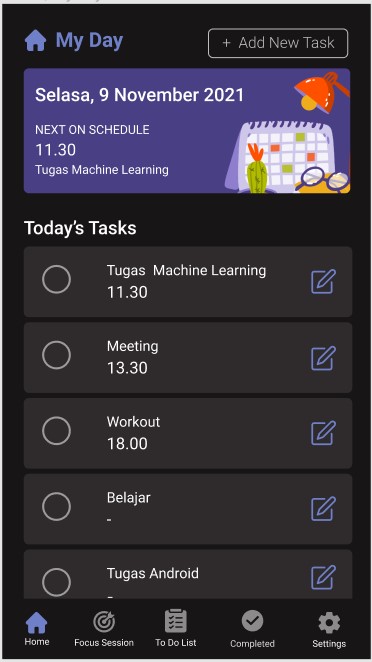 My Day
+ Add New Task
Selasa, 9 November 2021
NEXT ON SCHEDULE
11.30
Tugas Machine Learning
Today's Tasks
Tugas Machine Learning
11.30
Meeting
13.30
Workout
18.00
Belajar
-
Tugas Android
-
Home
Focus Session
To Do List
Completed
Settings